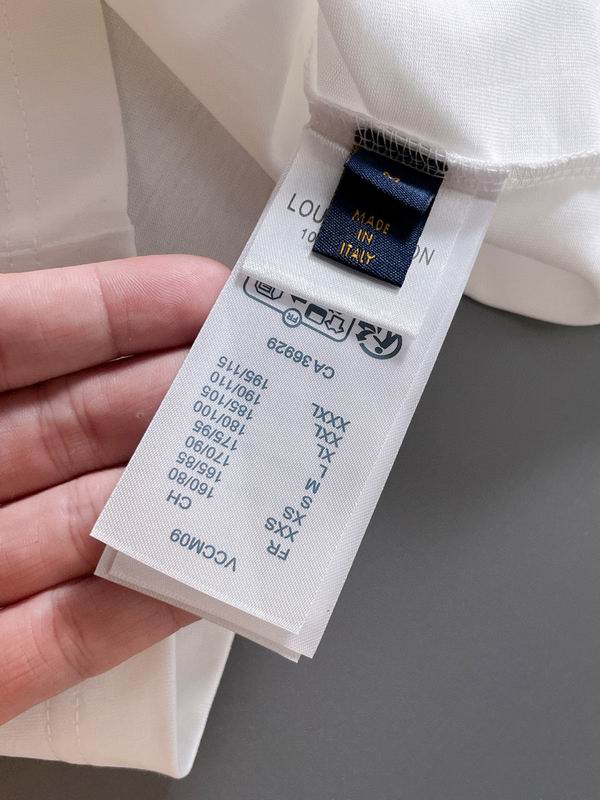 M
MADE
IN
ITALY
VCCM09
FR CH
XXS 160/80
XS 165/85
S 170/90
M 175/95
L 180/100
XL 185/105
XXL 190/110
XXXL 195/115
CA36929
FR